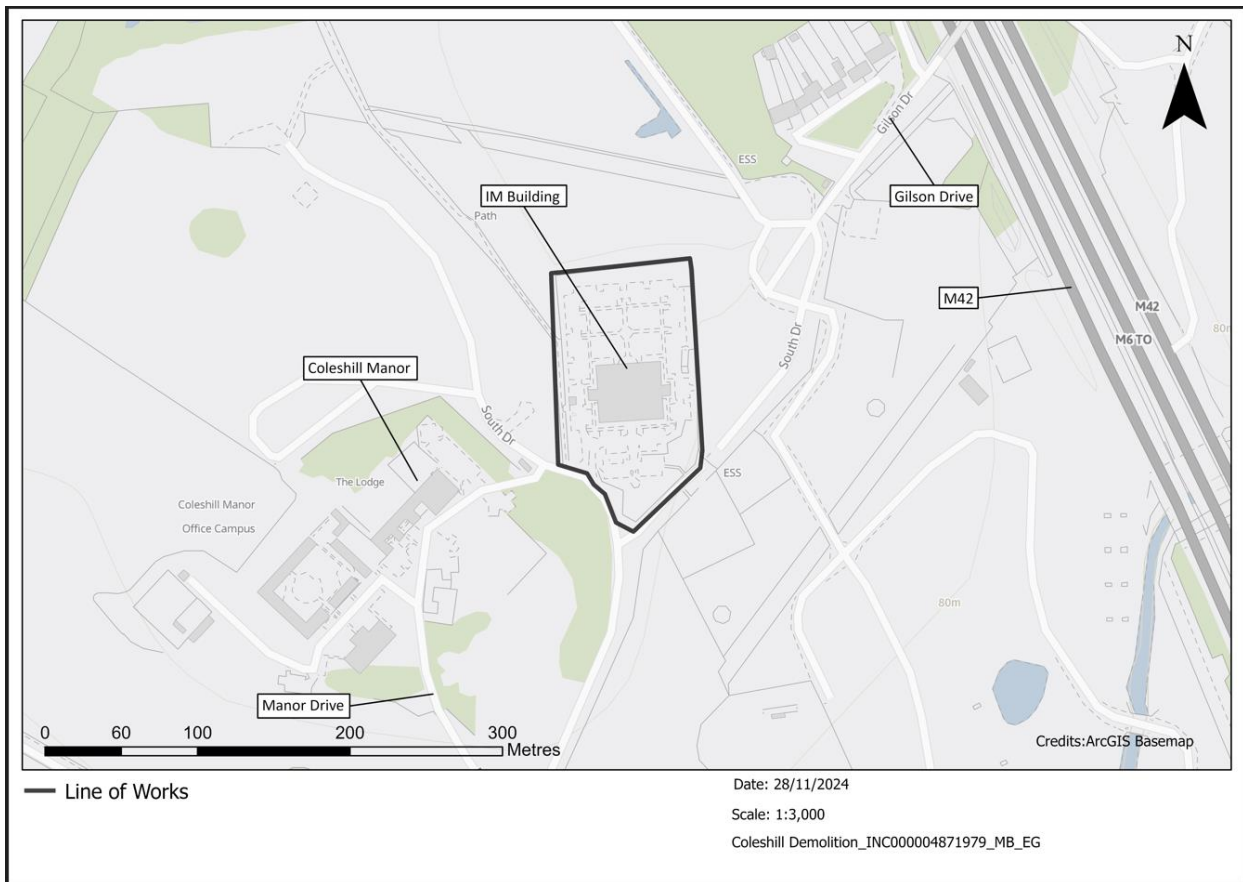 N
Gilson Dr
ESS
IM Building
Gilson Drive
Path
M42
M42
M6 TO
80m
South Dr
Coleshill Manor
South Dr
The Lodge
ESS
Coleshill Manor
Office Campus
80m
Manor Drive
0 60 100 200 300
Metres
Credits:ArcGIS Basemap
Line of Works
Date: 28/11/2024
Scale: 1:3,000
Coleshill Demolition_INC000004871979_MB_EG